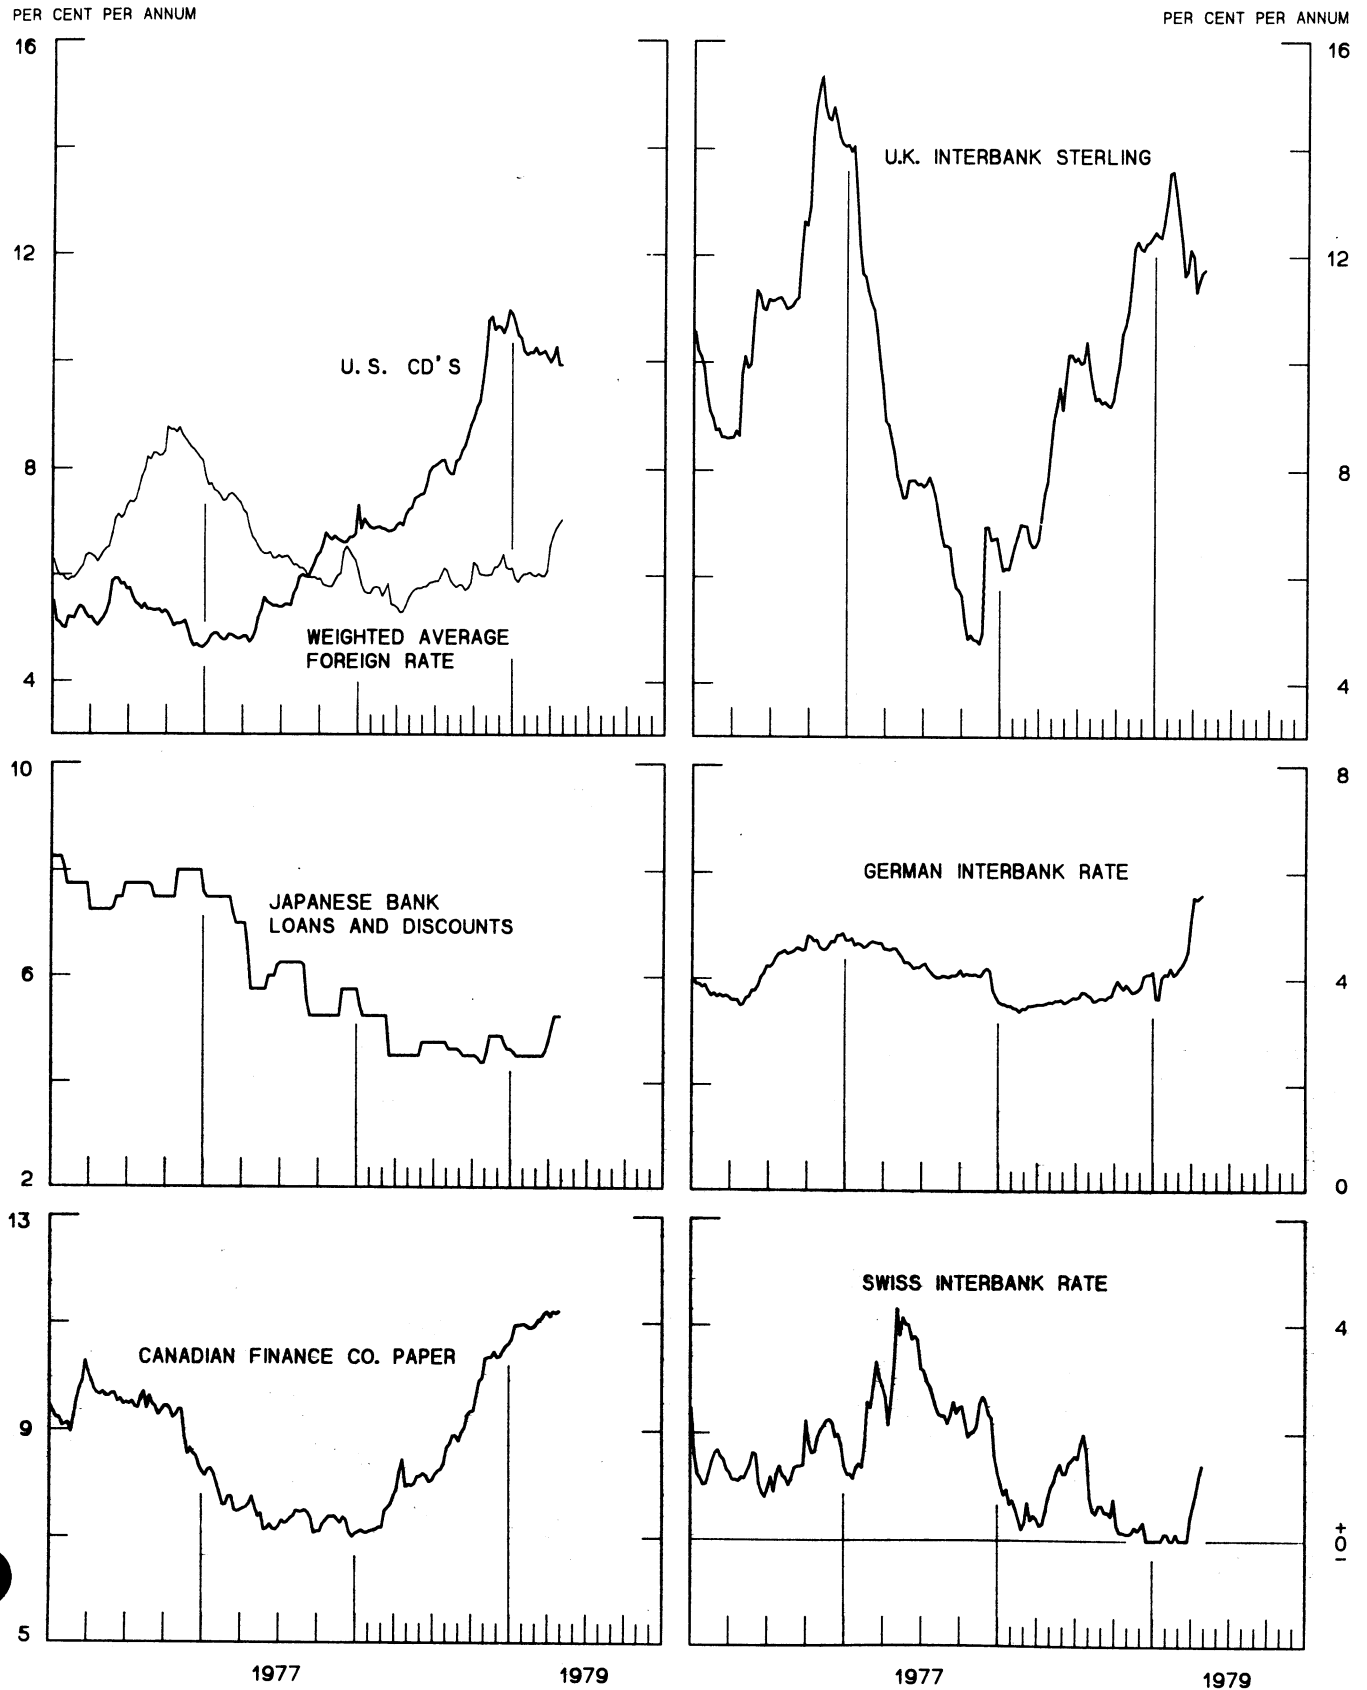 PER CENT PER ANNUM
PER CENT PER ANNUM
16
12
8
4
U.S. CD'S
WEIGHTED AVERAGE
FOREIGN RATE
16
12
8
4
U.K. INTERBANK STERLING
10
6
2
JAPANESE BANK
LOANS AND DISCOUNTS
8
4
0
GERMAN INTERBANK RATE
13
9
5
CANADIAN FINANCE CO. PAPER
1977
1979
SWISS INTERBANK RATE
4
+
0
−
1977
1979